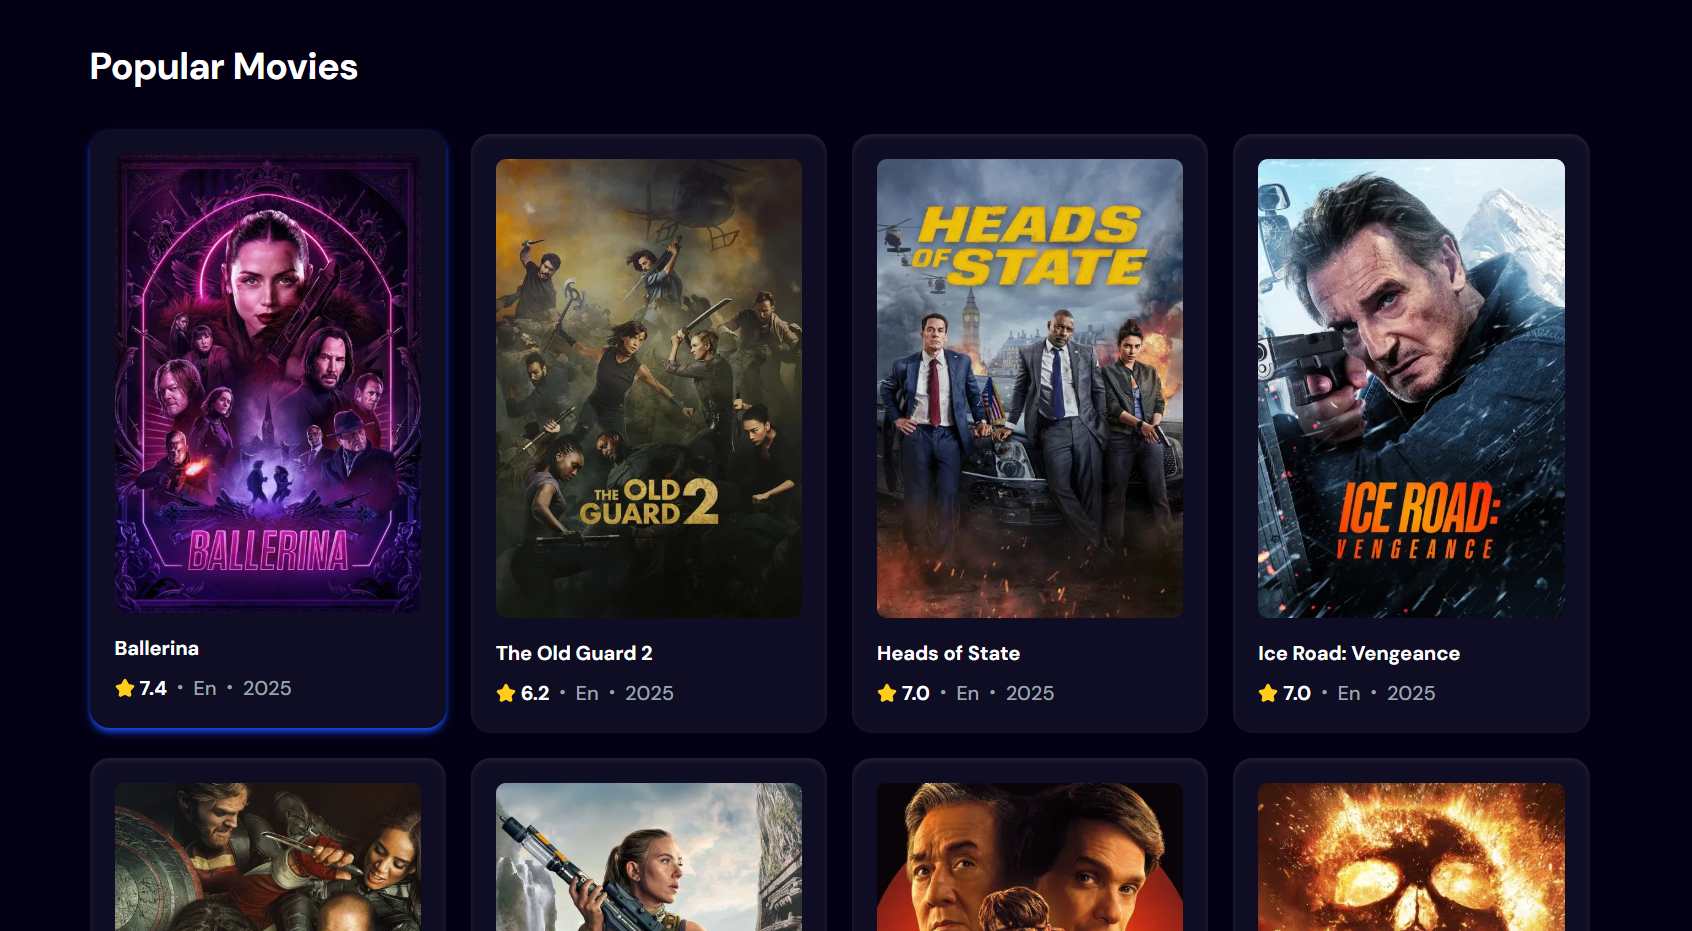 Popular Movies
BALLERINA
THE OLD
GUARD 2
HEADS
OF STATE
ICE ROAD:
VENGEANCE
Ballerina
7.4 • En • 2025
The Old Guard 2
6.2 • En • 2025
Heads of State
7.0 • En • 2025
Ice Road: Vengeance
7.0 • En • 2025